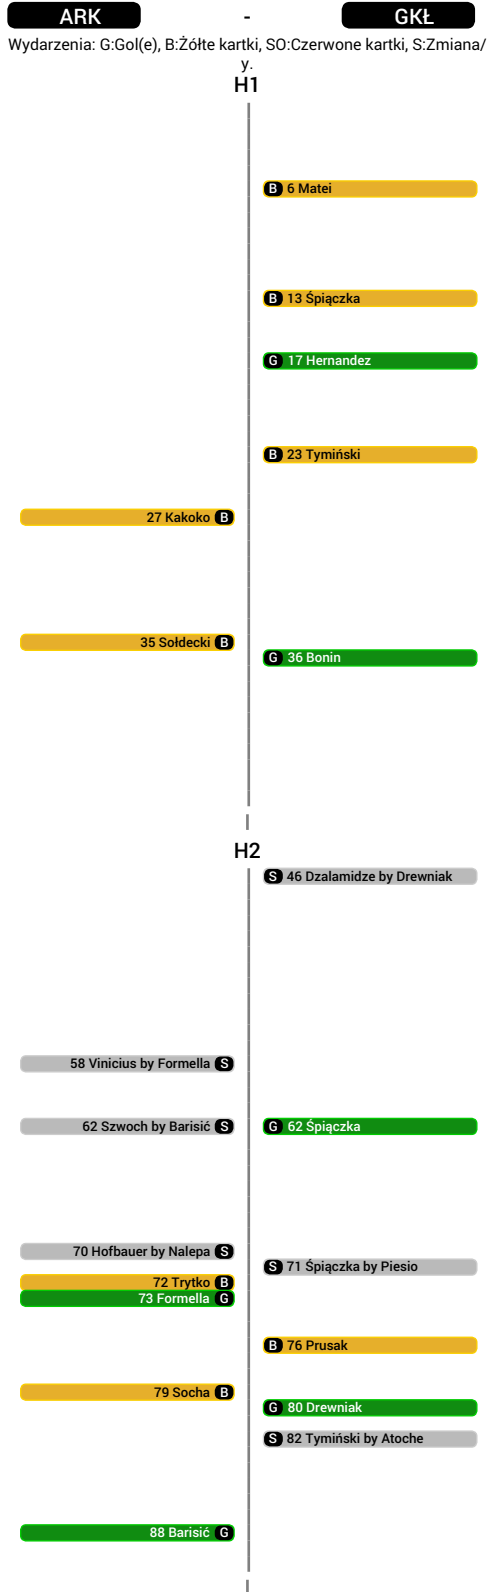 ARK - GKŁ
Wydarzenia: G:Gol(e), B:Żółte kartki, SO:Czerwone kartki, S:Zmiana/
y.
H1
B 6 Matei
B 13 Śpiączka
G 17 Hernandez
B 23 Tymiński
27 Kakoko B
35 Sołdecki B
G 36 Bonin
H2
S 46 Dzalamidze by Drewniak
58 Vinicius by Formella S
62 Szwoch by Barisić S
G 62 Śpiączka
70 Hofbauer by Nalepa S
S 71 Śpiączka by Piesio
72 Trytko B
73 Formella G
B 76 Prusak
79 Socha B
G 80 Drewniak
S 82 Tymiński by Atoche
88 Barisić G